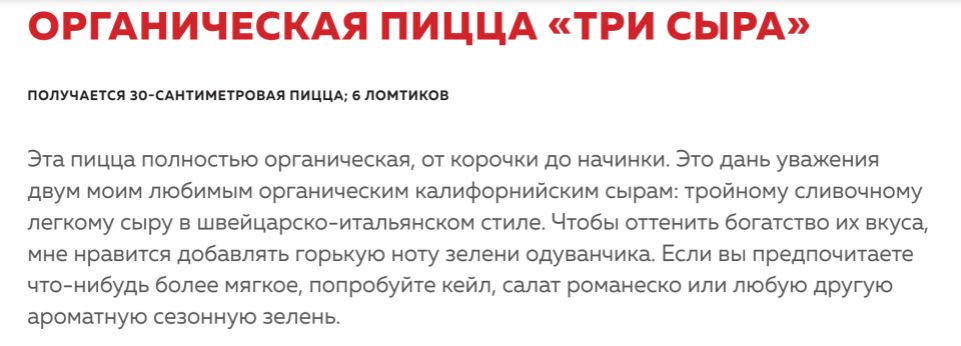 ОРГАНИЧЕСКАЯ ПИЦЦА «ТРИ СЫРА»
ПОЛУЧАЕТСЯ 30-САНТИМЕТРОВАЯ ПИЦЦА; 6 ЛОМТИКОВ
Эта пицца полностью органическая, от корочки до начинки. Это дань уважения
двум моим любимым органическим калифорнийским сырам: тройному сливочному
легкому сыру в швейцарско-итальянском стиле. Чтобы оттенить богатство их вкуса,
мне нравится добавлять горькую ноту зелени одуванчика. Если вы предпочитаете
что-нибудь более мягкое, попробуйте кейл, салат романеско или любую другую
ароматную сезонную зелень.